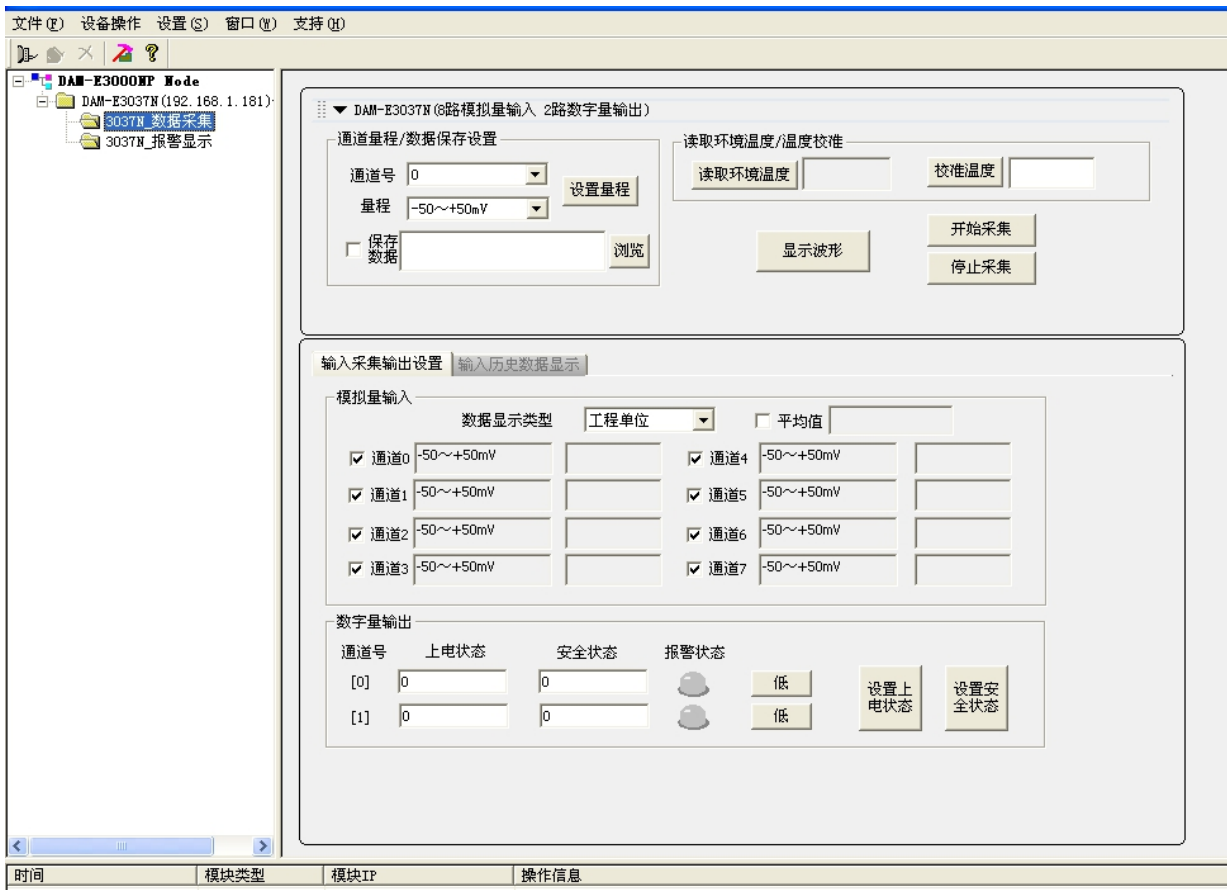 文件(F) 设备操作 设置(S) 窗口(W) 支持(H)
DAM-E3000NP Node
DAM-E3037N(192.168.1.181)
3037N_数据采集
3037N_报警显示
DAM-E3037N(8路模拟量输入 2路数字量输出)
通道量程/数据保存设置
通道号 0
设置量程
量程 -50～+50mV
保存数据
浏览
读取环境温度/温度校准
读取环境温度
校准温度
显示波形
开始采集
停止采集
输入采集输出设置 输入历史数据显示
模拟量输入
数据显示类型 工程单位 平均值
通道0 -50～+50mV 通道4 -50～+50mV
通道1 -50～+50mV 通道5 -50～+50mV
通道2 -50～+50mV 通道6 -50～+50mV
通道3 -50～+50mV 通道7 -50～+50mV
数字量输出
通道号 上电状态 安全状态 报警状态
[0] 0 0 低
[1] 0 0 低
设置上电状态
设置安全状态
时间 模块类型 模块IP 操作信息